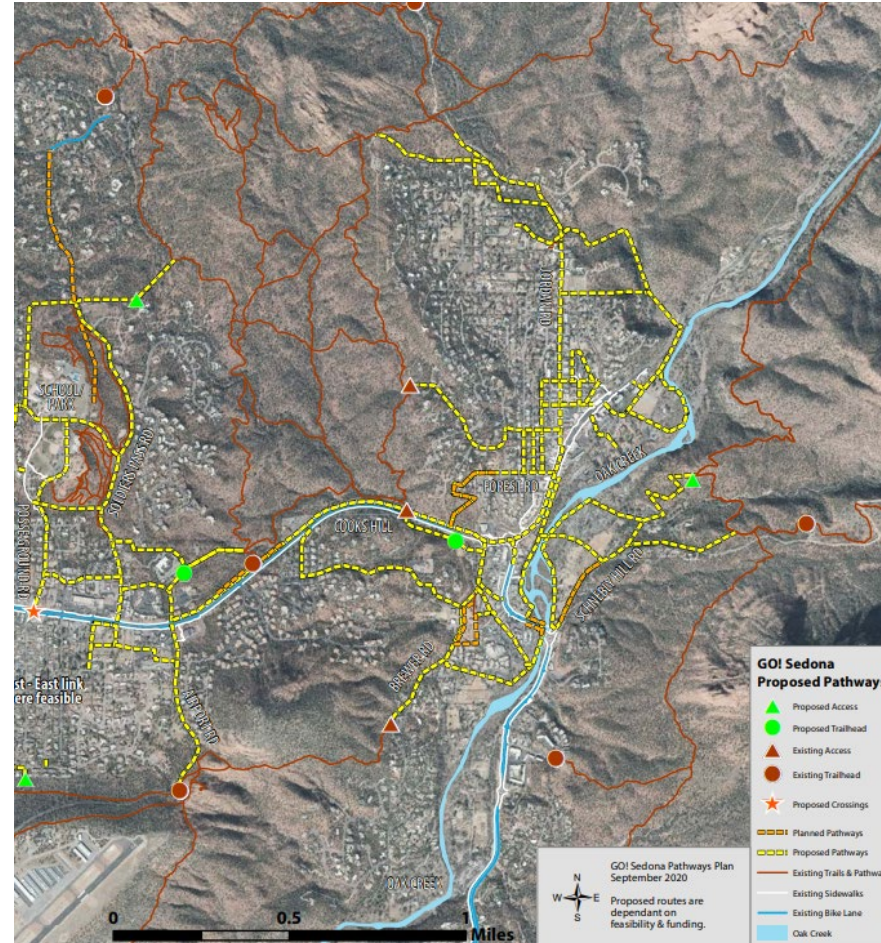 JORDAN RD
SCHOOL/
PARK
SOLDIERS PASS RD
POSSE GROUND RD
COOKS HILL
FOREST RD
OAK CREEK
SCHNEBLY HILL RD
BREWER RD
AIRPORT RD
st - East link
ere feasible
OAK CREEK
GO! Sedona
Proposed Pathways
Proposed Access
Proposed Trailhead
Existing Access
Existing Trailhead
Proposed Crossings
Planned Pathways
Proposed Pathways
Existing Trails & Pathwa
Existing Sidewalks
Existing Bike Lane
Oak Creek
GO! Sedona Pathways Plan
September 2020
Proposed routes are
dependant on
feasibility & funding.
N
W E
S
0 0.5 1
Miles